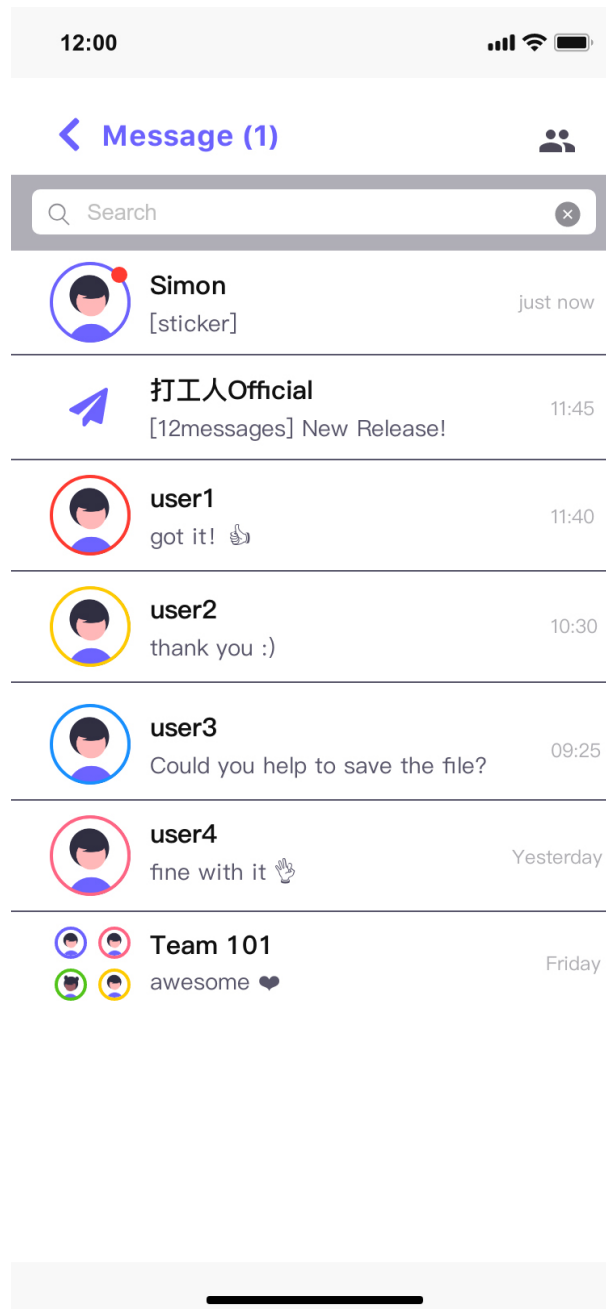 12:00
Message (1)
Search
Simon
just now
[sticker]
打工人Official
11:45
[12messages] New Release!
user1
11:40
got it! 👍
user2
10:30
thank you :)
user3
09:25
Could you help to save the file?
user4
Yesterday
fine with it 👌
Team 101
Friday
awesome ❤